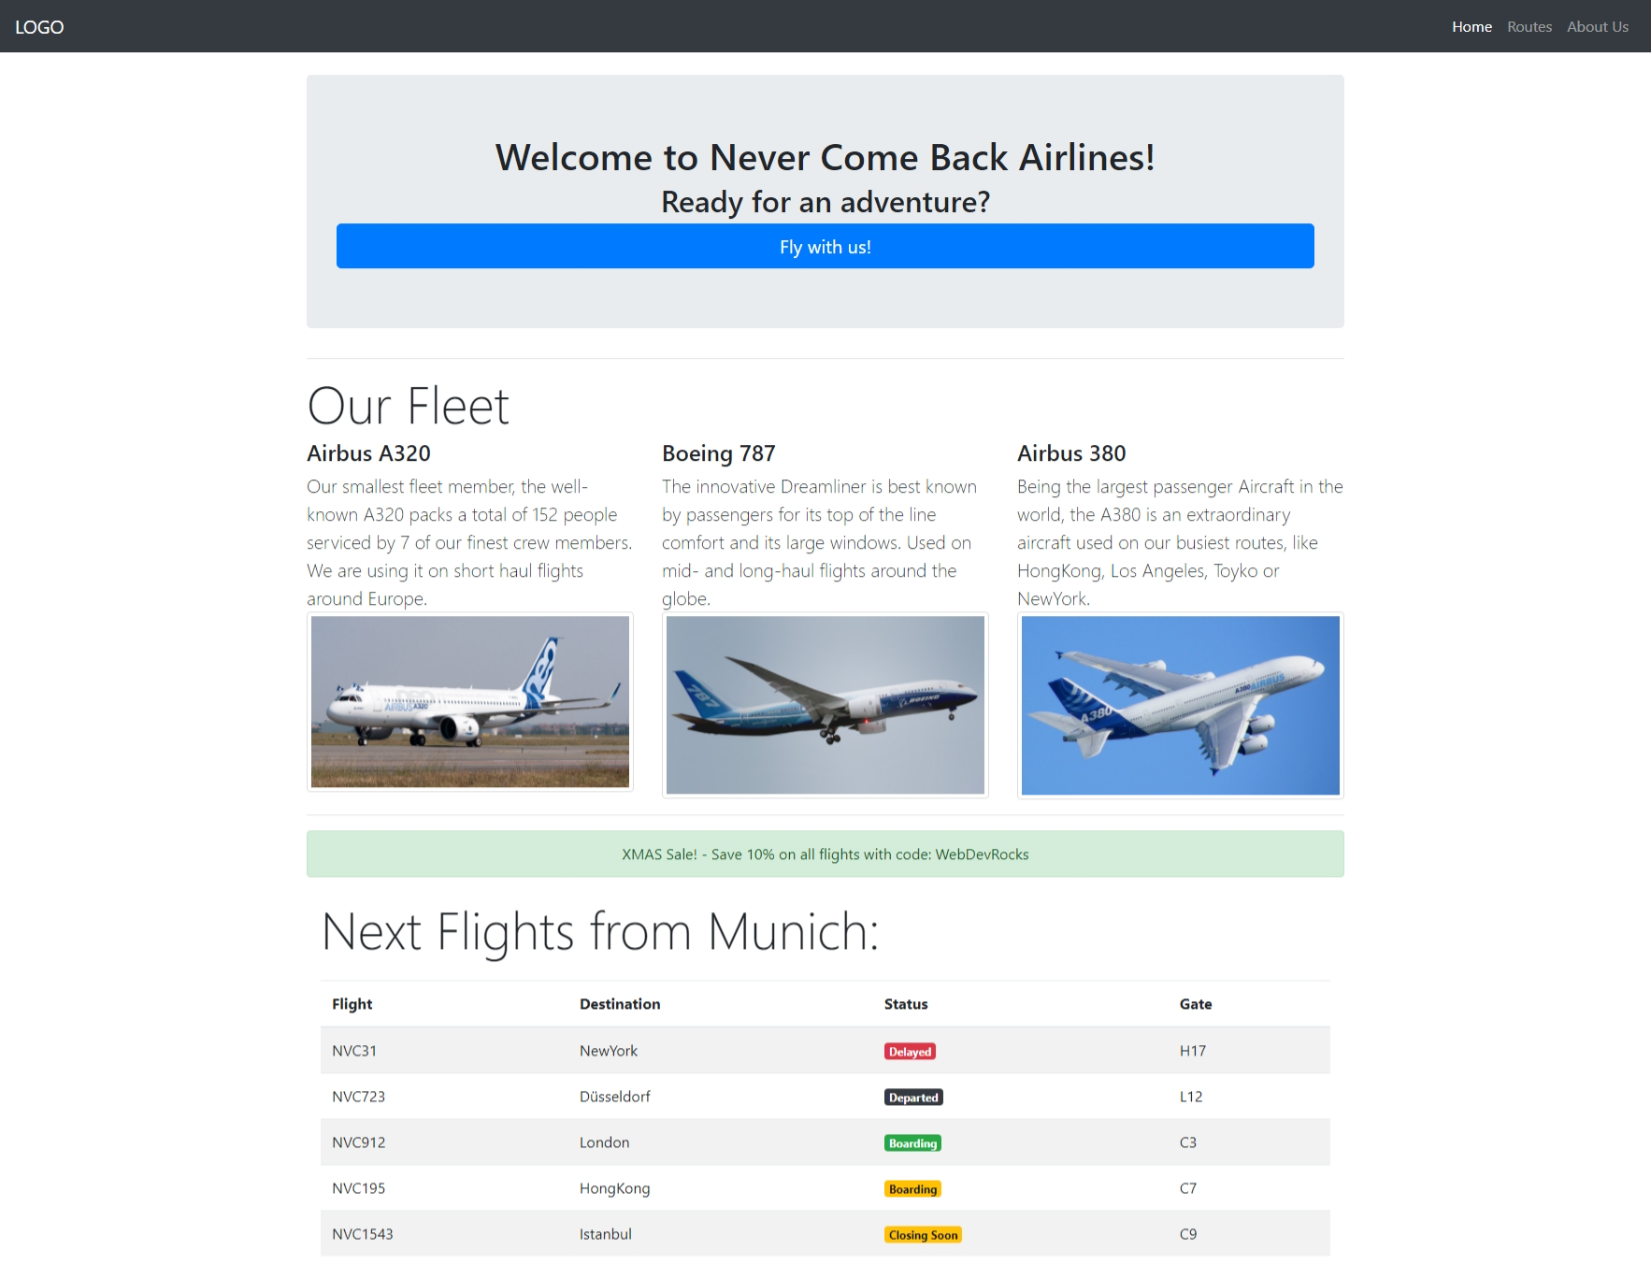 LOGO
Home Routes About Us
Welcome to Never Come Back Airlines!
Ready for an adventure?
Fly with us!
Our Fleet
Airbus A320
Our smallest fleet member, the well-
known A320 packs a total of 152 people
serviced by 7 of our finest crew members.
We are using it on short haul flights
around Europe.
Boeing 787
The innovative Dreamliner is best known
by passengers for its top of the line
comfort and its large windows. Used on
mid- and long-haul flights around the
globe.
Airbus 380
Being the largest passenger Aircraft in the
world, the A380 is an extraordinary
aircraft used on our busiest routes, like
HongKong, Los Angeles, Toyko or
NewYork.
AIRBUS A320
787
BOEING
A380
A380 AIRBUS
XMAS Sale! - Save 10% on all flights with code: WebDevRocks
Next Flights from Munich:
Flight Destination Status Gate
NVC31 NewYork Delayed H17
NVC723 Düsseldorf Departed L12
NVC912 London Boarding C3
NVC195 HongKong Boarding C7
NVC1543 Istanbul Closing Soon C9